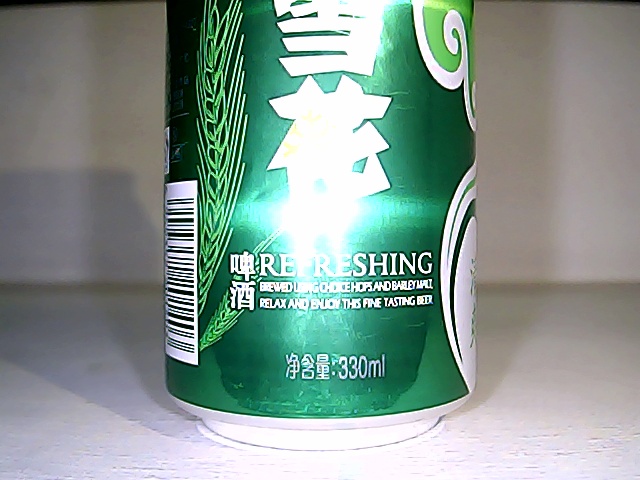 雪花
啤酒
REFRESHING
BREWED USING CHOICE HOPS AND BARLEY MALT,
RELAX AND ENJOY THIS FINE TASTING BEER
净含量:330ml